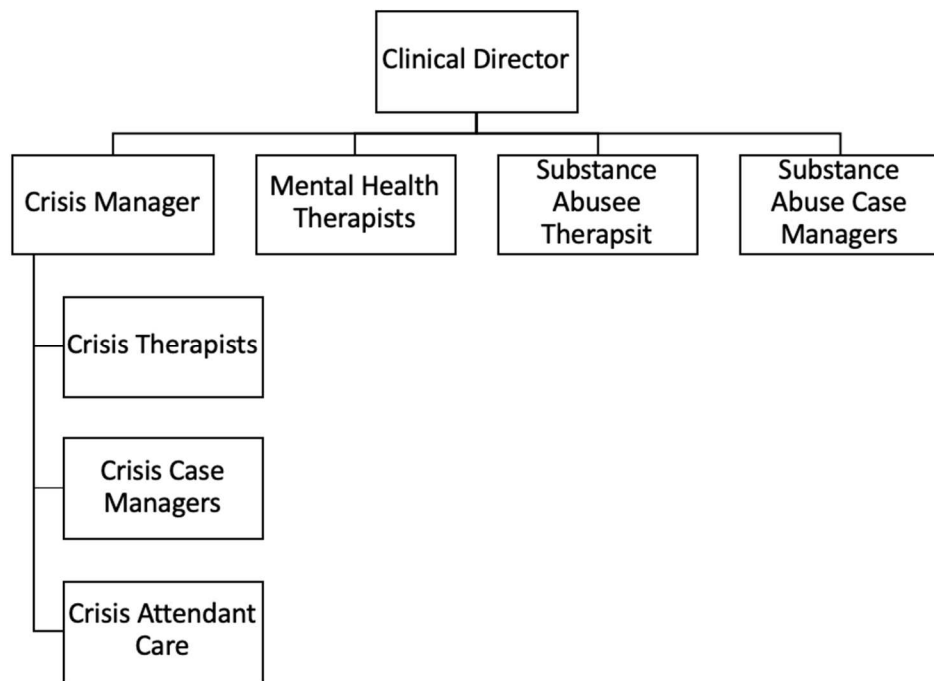 Clinical Director
Crisis Manager
Mental Health
Therapists
Substance
Abusee
Therapsit
Substance
Abuse Case
Managers
Crisis Therapists
Crisis Case
Managers
Crisis Attendant
Care